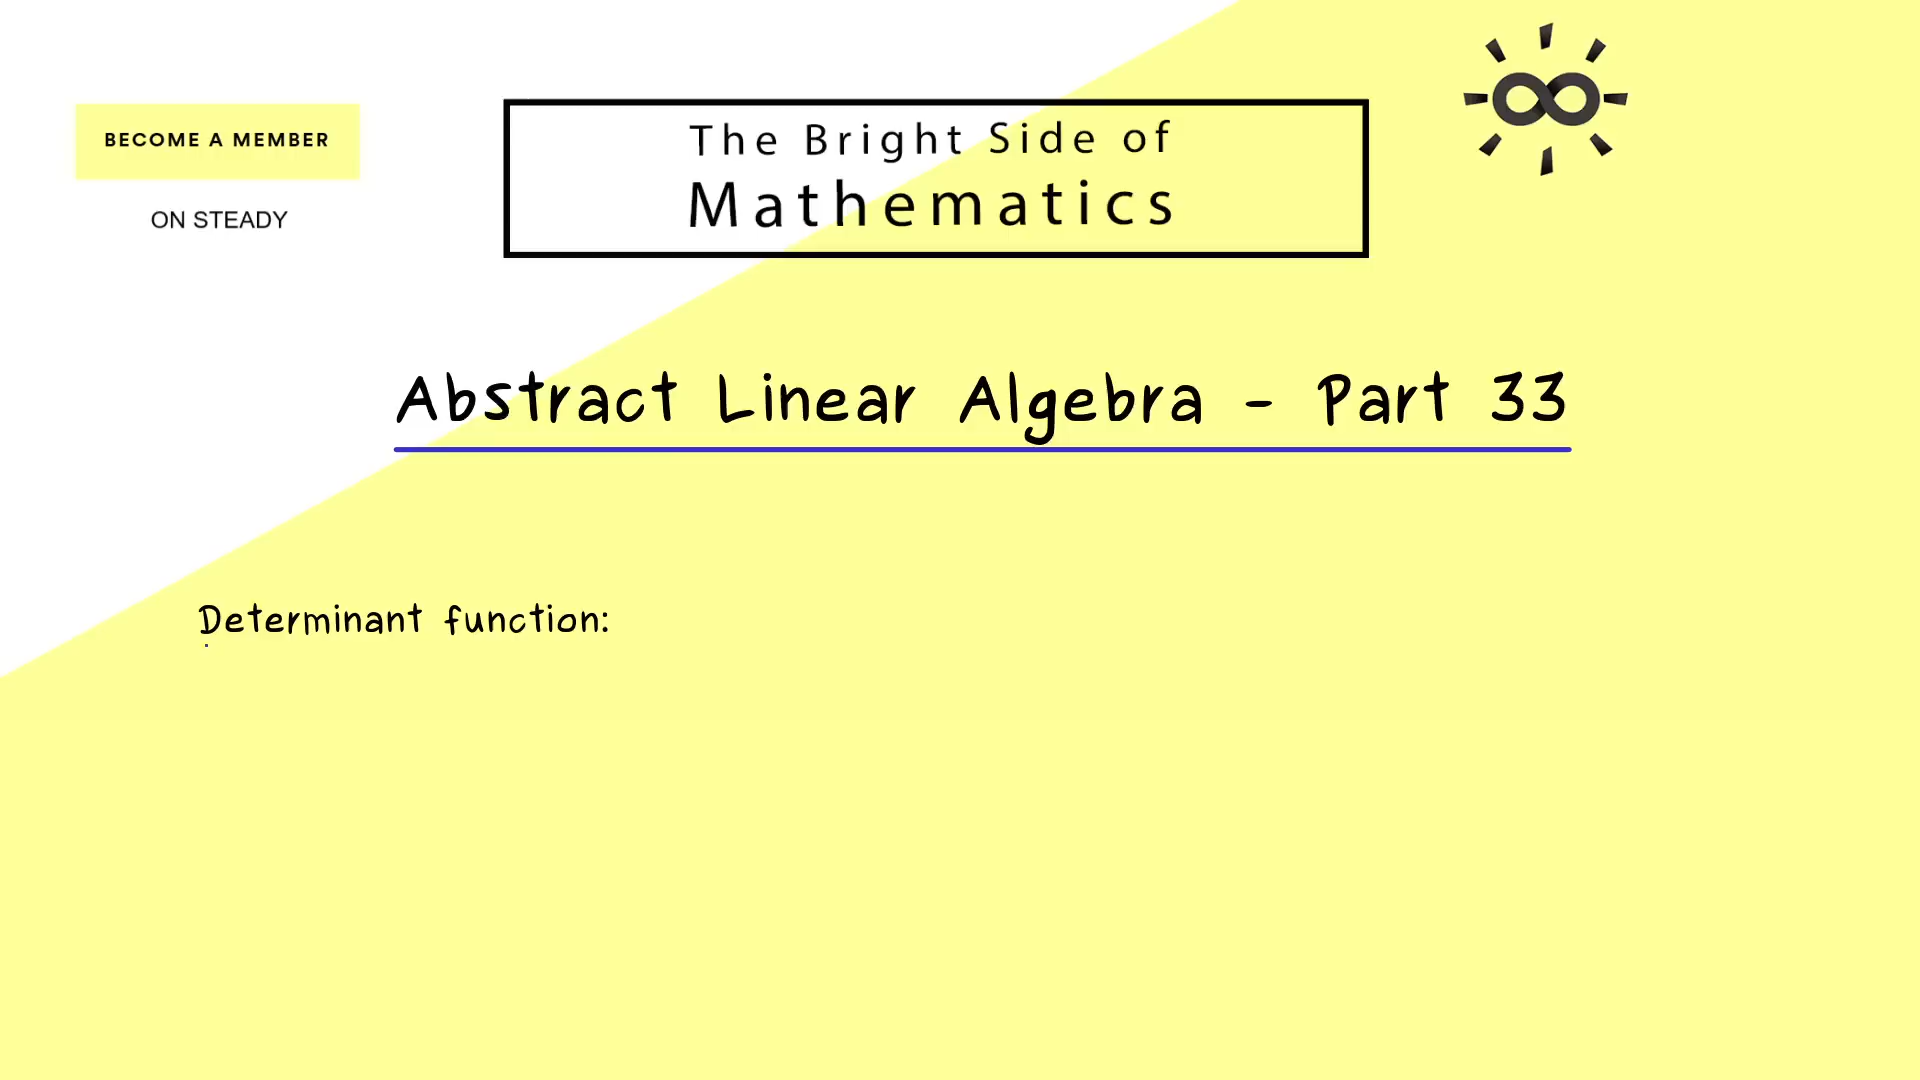 BECOME A MEMBER
ON STEADY
The Bright Side of
Mathematics
Abstract Linear Algebra - Part 33
Determinant function: